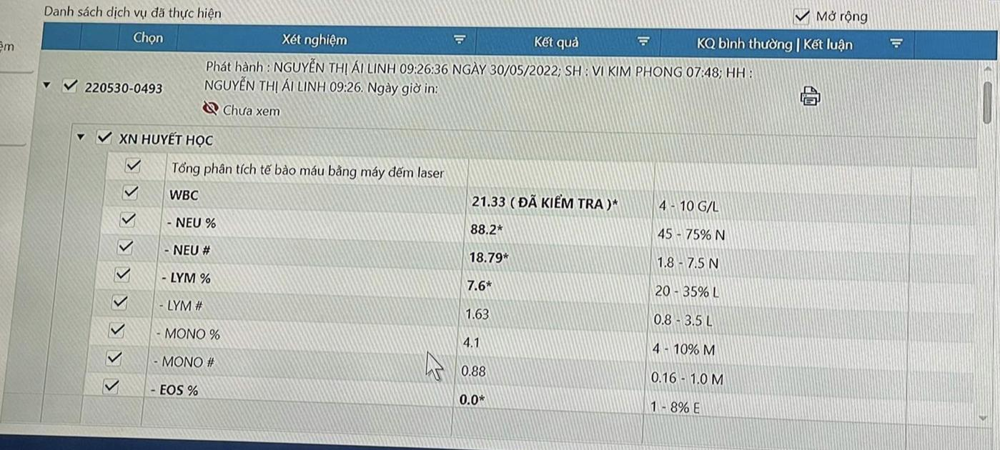 Danh sách dịch vụ đã thực hiện
Mở rộng
ệm
Chọn Xét nghiệm Kết quả KQ bình thường | Kết luận
Phát hành : NGUYỄN THỊ ÁI LINH 09:26:36 NGÀY 30/05/2022; SH : VI KIM PHONG 07:48; HH :
220530-0493 NGUYỄN THỊ ÁI LINH 09:26. Ngày giờ in:
Chưa xem
XN HUYẾT HỌC
Tổng phân tích tế bào máu bằng máy đếm laser
WBC 21.33 ( ĐÃ KIỂM TRA )* 4 - 10 G/L
- NEU % 88.2* 45 - 75% N
- NEU # 18.79* 1.8 - 7.5 N
- LYM % 7.6* 20 - 35% L
- LYM # 1.63 0.8 - 3.5 L
- MONO % 4.1 4 - 10% M
- MONO # 0.88 0.16 - 1.0 M
- EOS % 0.0* 1 - 8% E